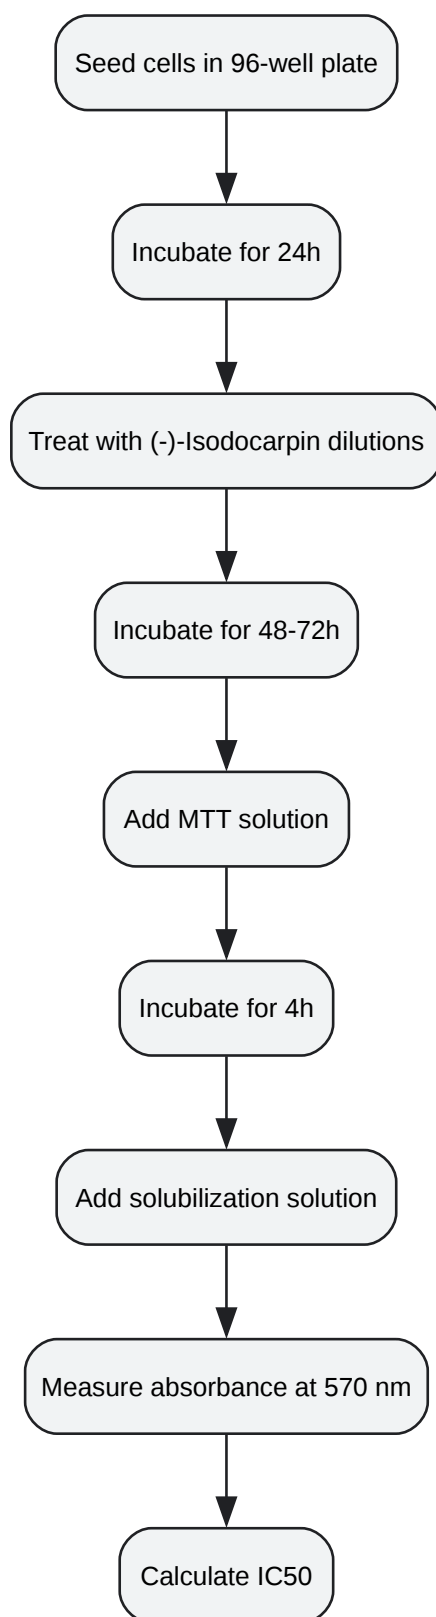 Seed cells in 96-well plate
Incubate for 24h
Treat with (-)-Isodocarpin dilutions
Incubate for 48-72h
Add MTT solution
Incubate for 4h
Add solubilization solution
Measure absorbance at 570 nm
Calculate IC50